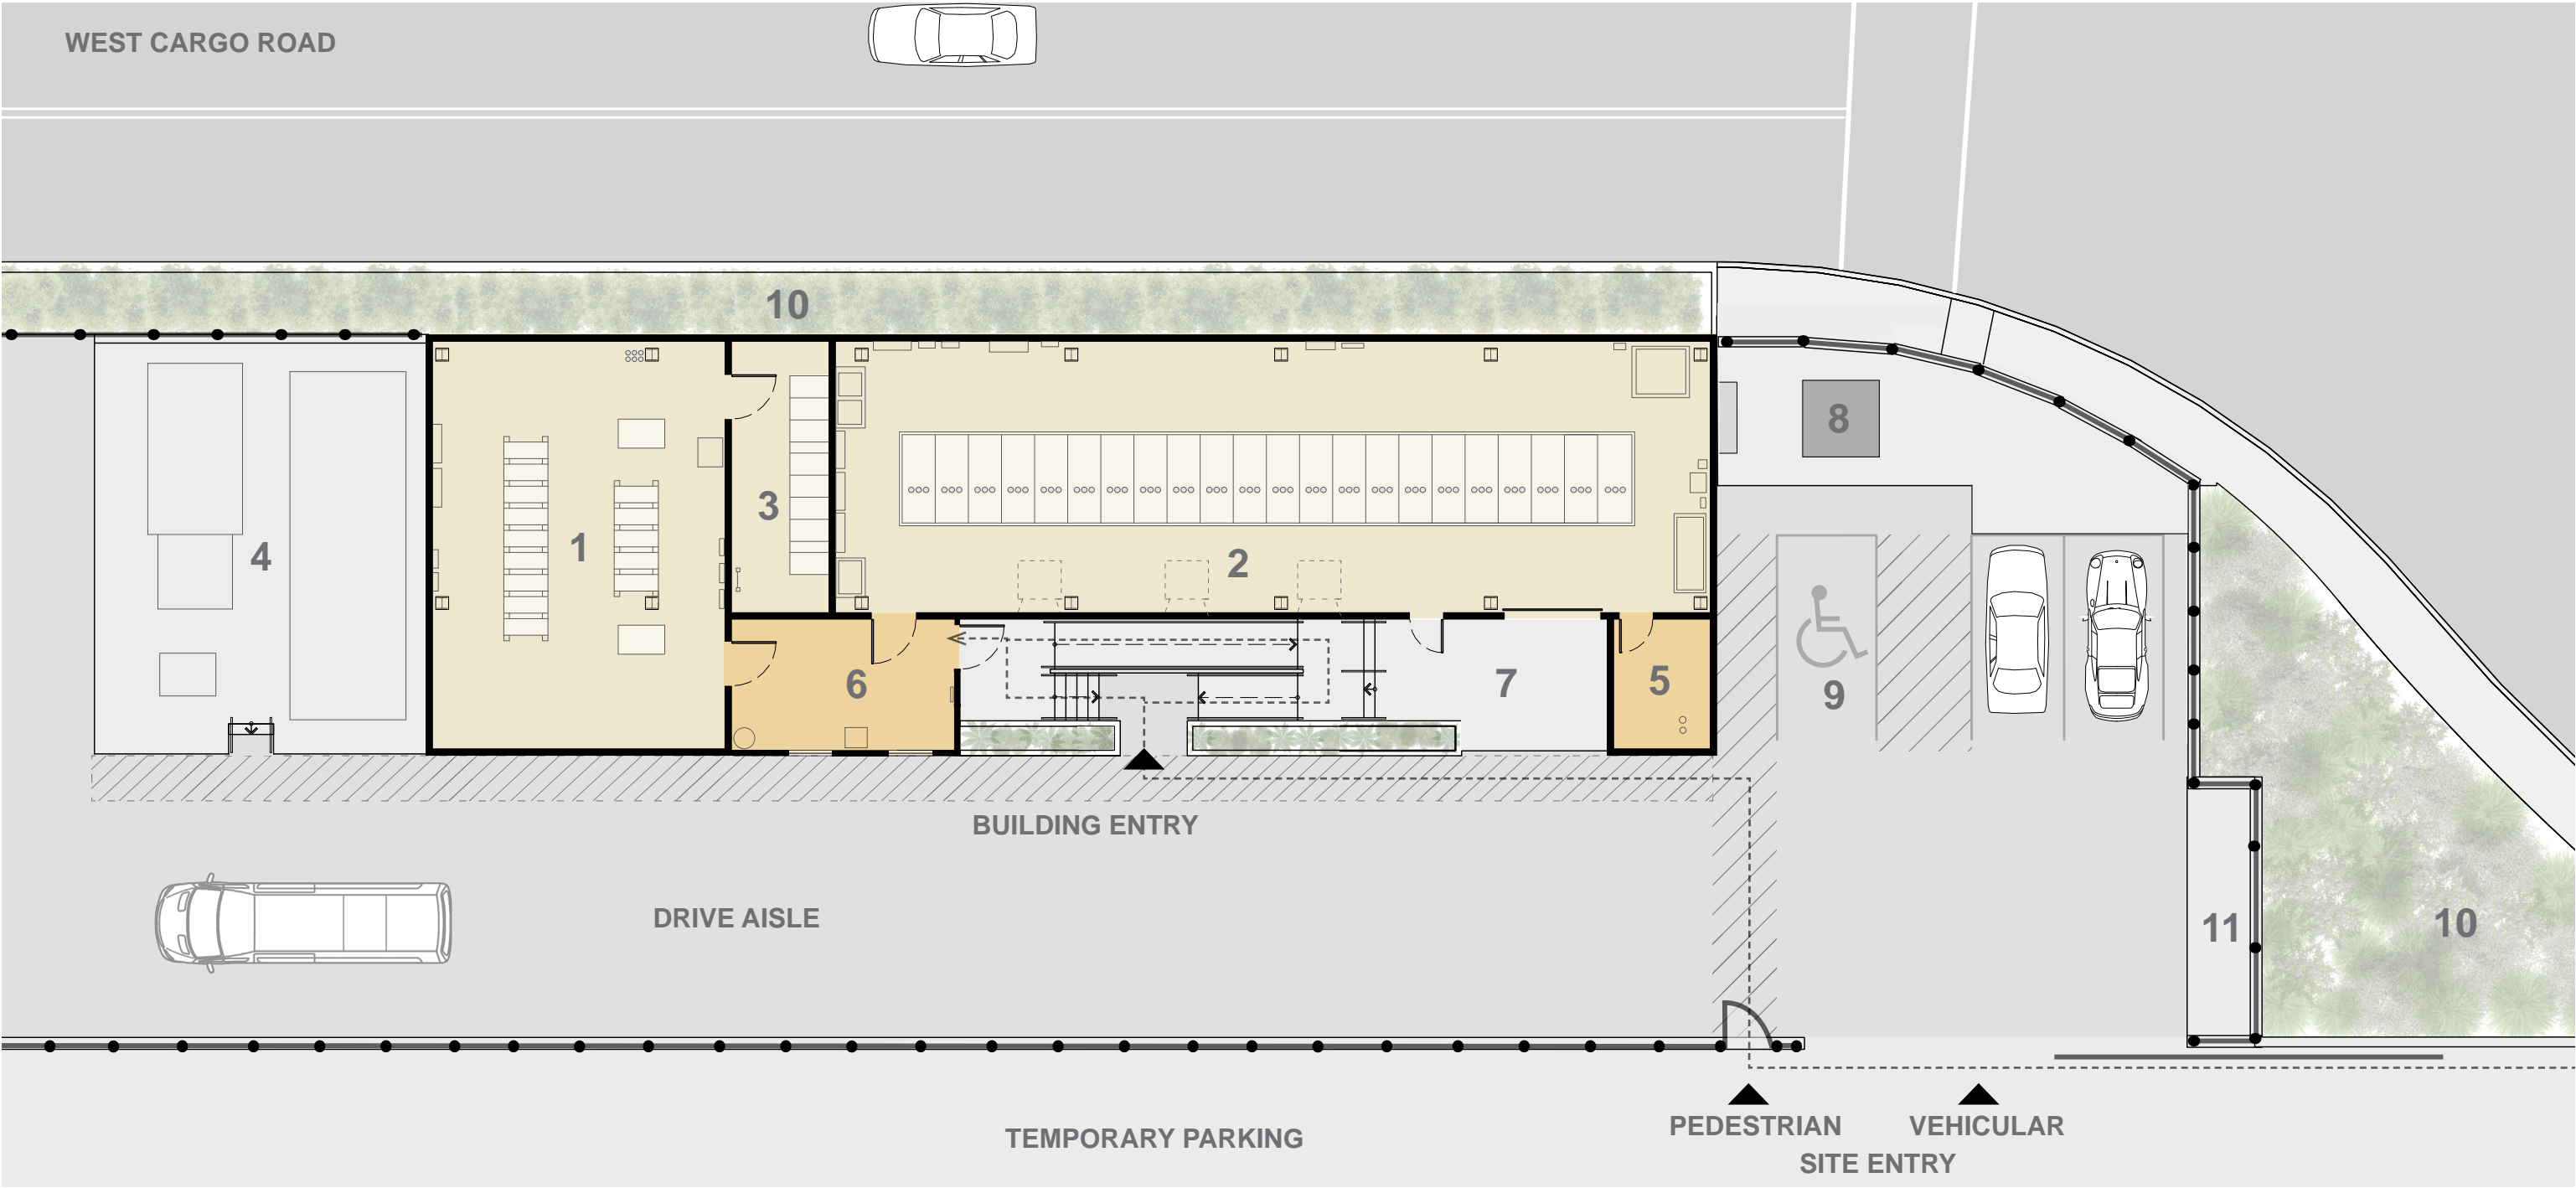 WEST CARGO ROAD
10
8
3
1
4
2
6
7
5
9
BUILDING ENTRY
DRIVE AISLE
11
10
PEDESTRIAN
VEHICULAR
TEMPORARY PARKING
SITE ENTRY